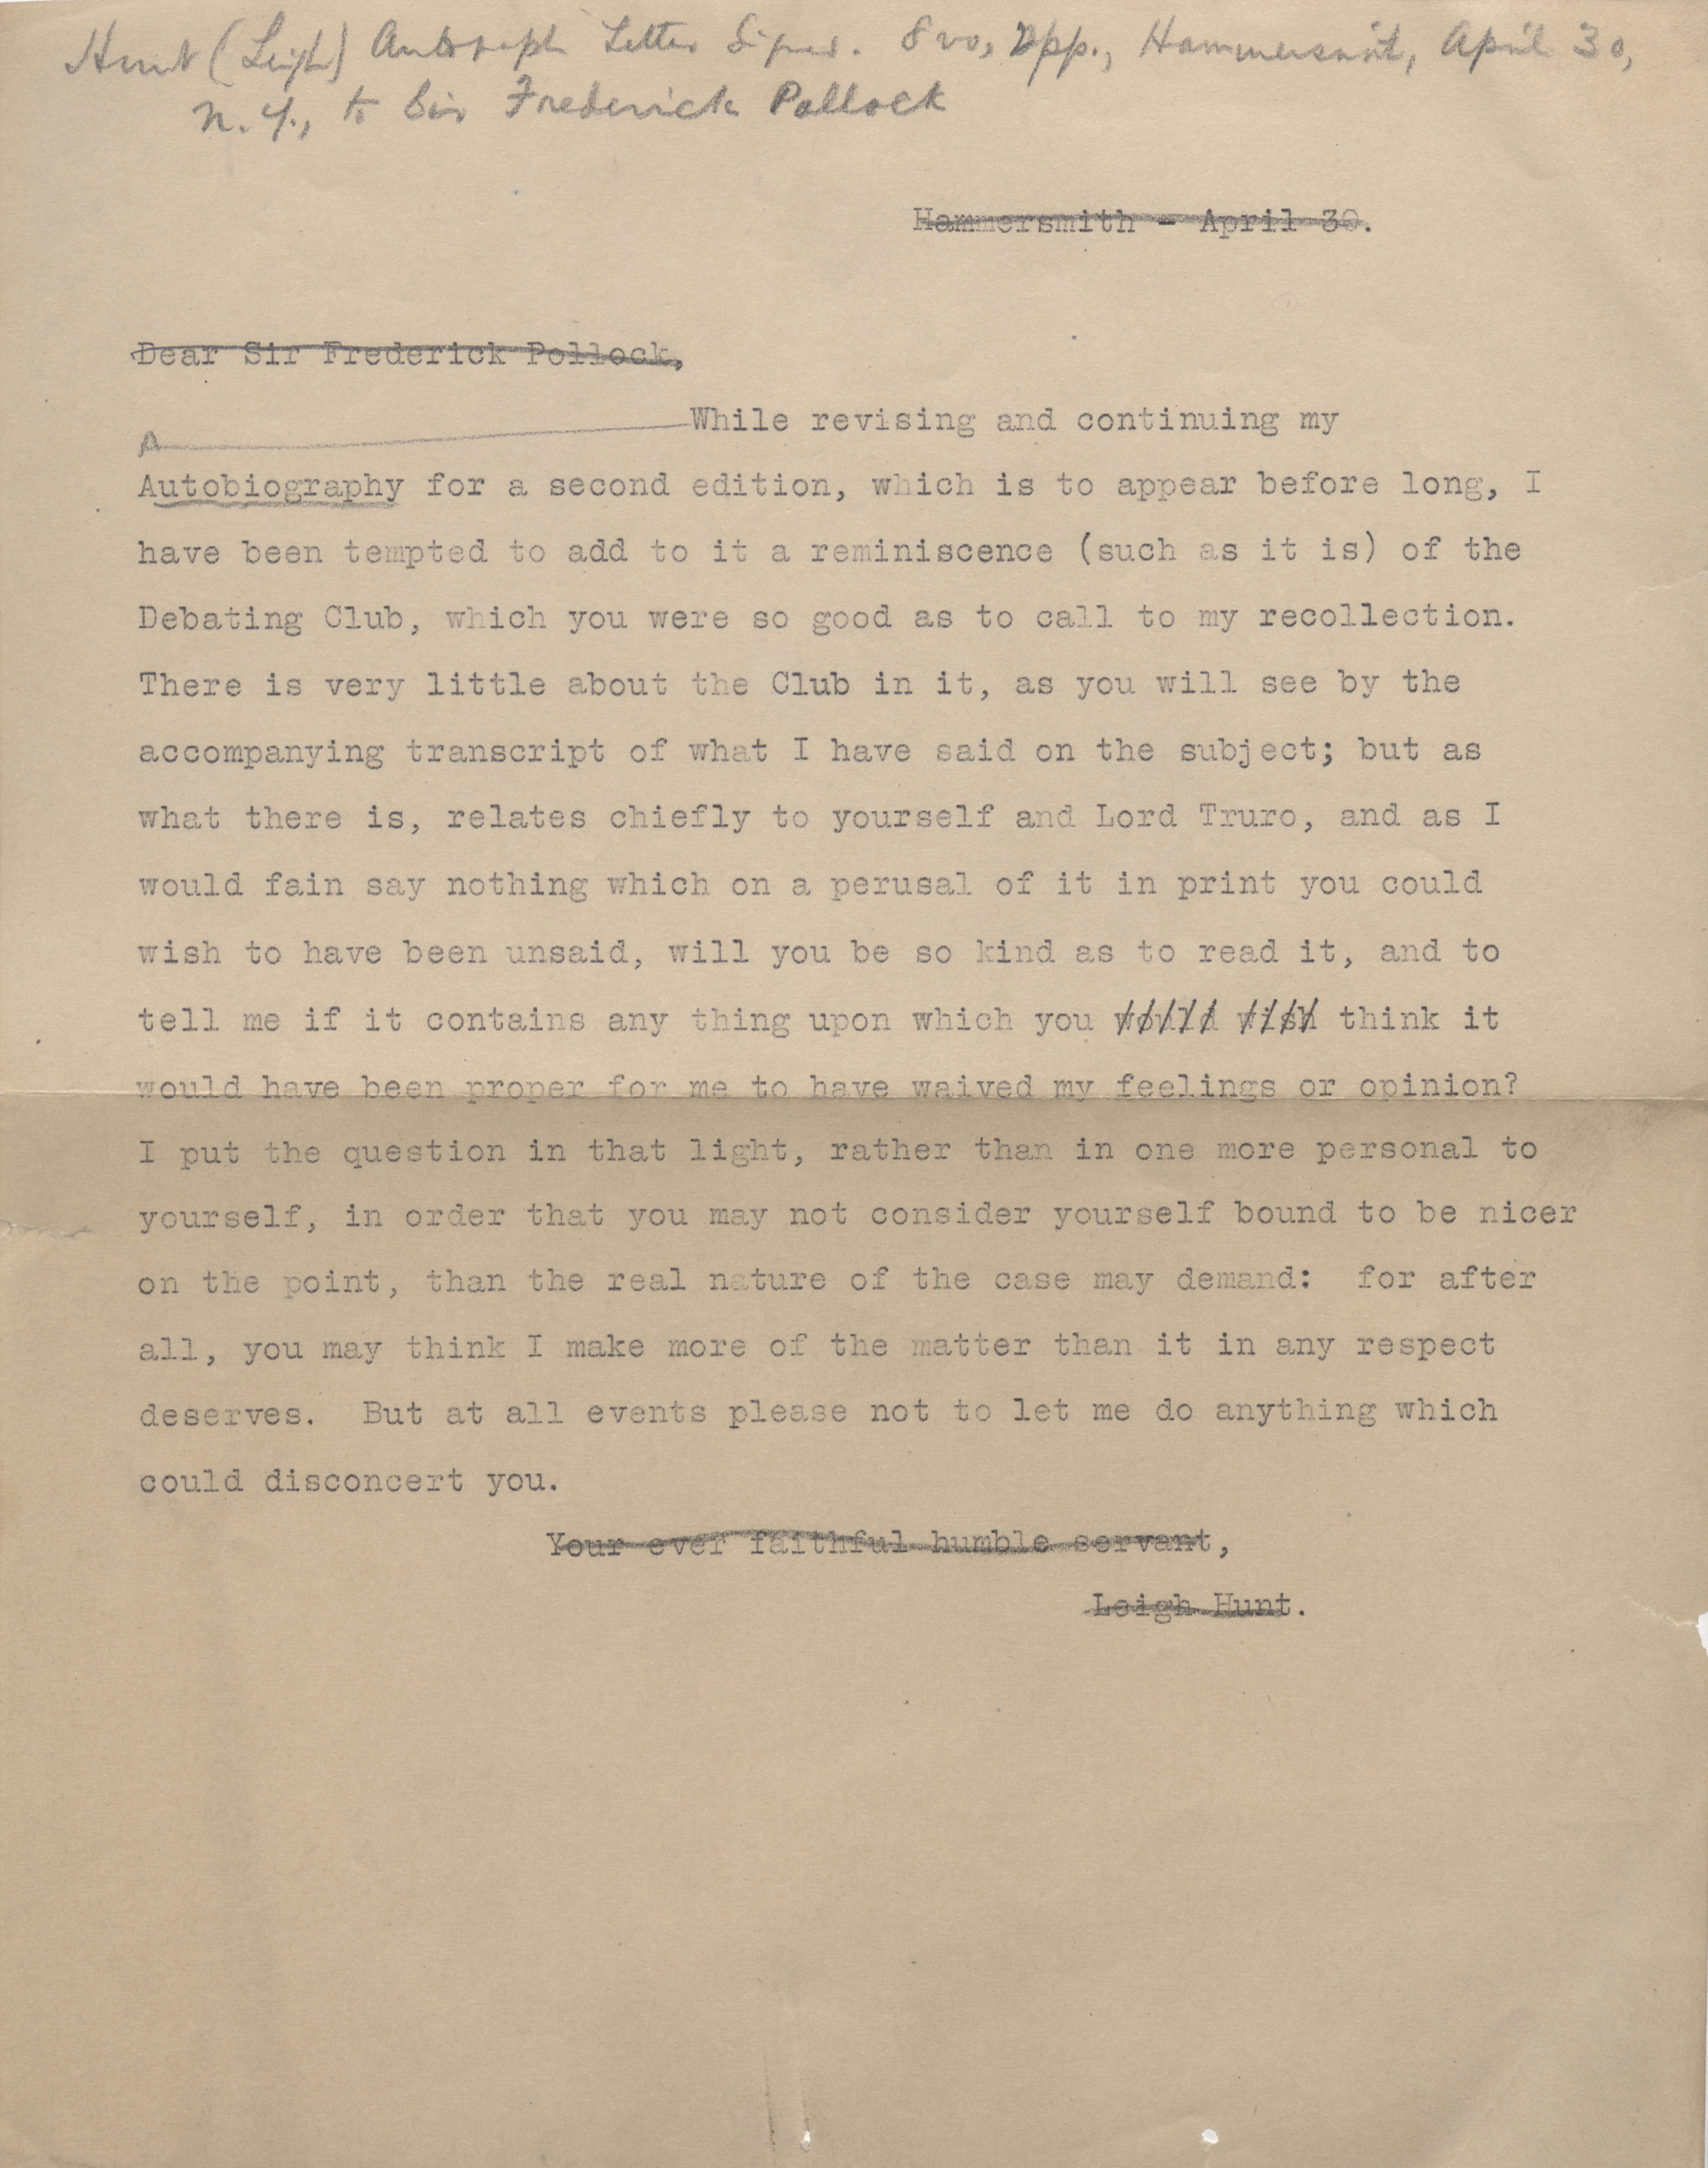 Hunt (Leigh) Autograph Letter Signed. 8vo, 2pp., Hammersmith, April 30,
N.Y., to Sir Frederick Pollock
Hammersmith - April 30.
Dear Sir Frederick Pollock,
While revising and continuing my
Autobiography for a second edition, which is to appear before long, I
have been tempted to add to it a reminiscence (such as it is) of the
Debating Club, which you were so good as to call to my recollection.
There is very little about the Club in it, as you will see by the
accompanying transcript of what I have said on the subject; but as
what there is, relates chiefly to yourself and Lord Truro, and as I
would fain say nothing which on a perusal of it in print you could
wish to have been unsaid, will you be so kind as to read it, and to
tell me if it contains any thing upon which you would wish think it
would have been proper for me to have waived my feelings or opinion?
I put the question in that light, rather than in one more personal to
yourself, in order that you may not consider yourself bound to be nicer
on the point, than the real nature of the case may demand: for after
all, you may think I make more of the matter than it in any respect
deserves. But at all events please not to let me do anything which
could disconcert you.
Your ever faithful humble servant,
Leigh Hunt.